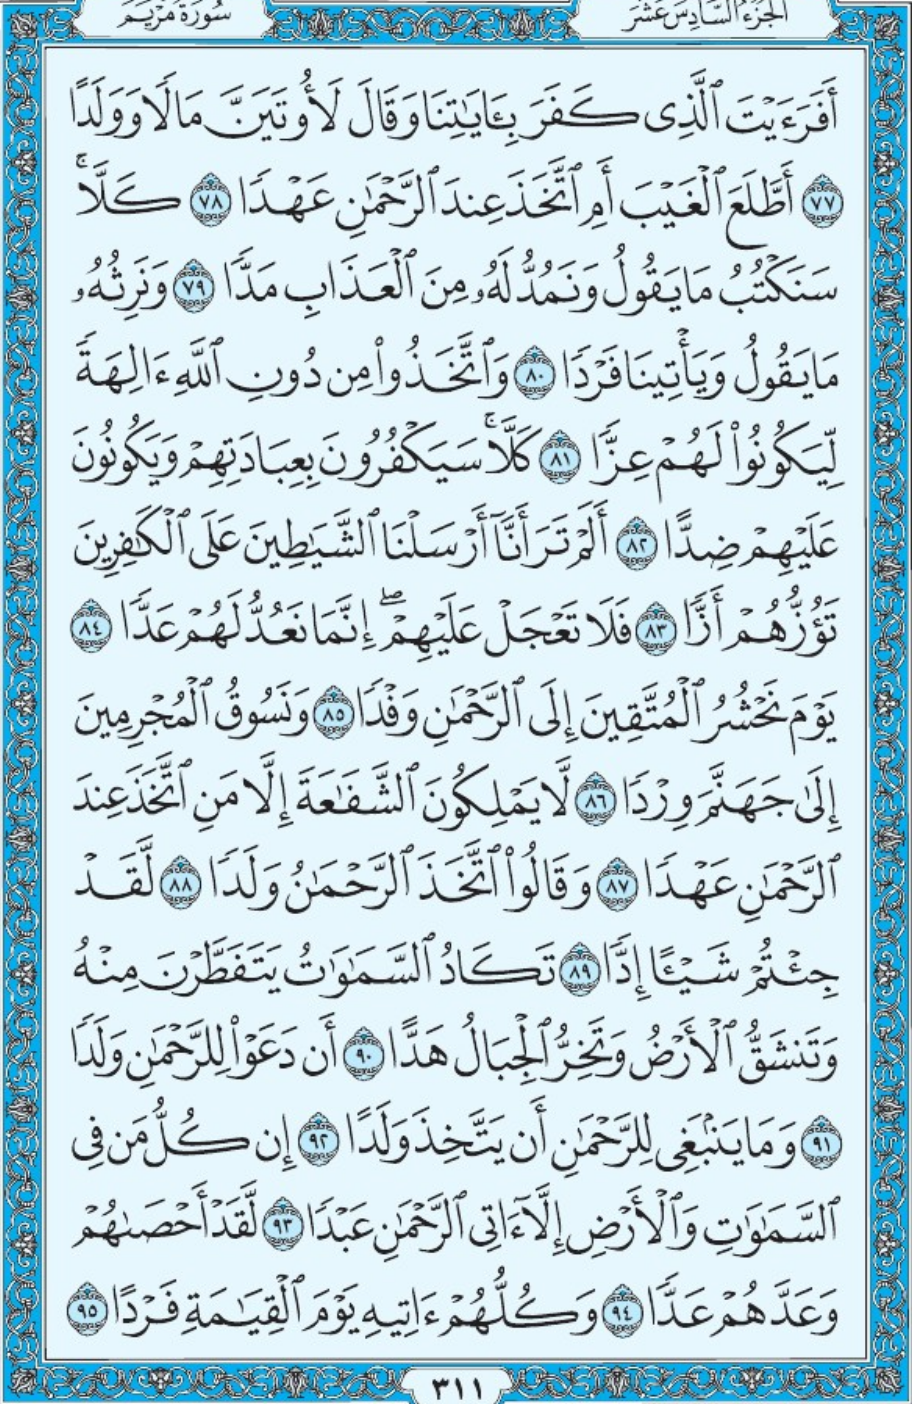 الجزء السادس عشر
سورة مريم
أَفَرَءَيْتَ ٱلَّذِى كَفَرَ بِـَٔايَـٰتِنَا وَقَالَ لَأُوتَيَنَّ مَالًا وَوَلَدًا
٧٧ أَطَّلَعَ ٱلْغَيْبَ أَمِ ٱتَّخَذَ عِندَ ٱلرَّحْمَـٰنِ عَهْدًا ٧٨ كَلَّاۚ
سَنَكْتُبُ مَا يَقُولُ وَنَمُدُّ لَهُۥ مِنَ ٱلْعَذَابِ مَدًّا ٧٩ وَنَرِثُهُۥ
مَا يَقُولُ وَيَأْتِينَا فَرْدًا ٨٠ وَٱتَّخَذُوا۟ مِن دُونِ ٱللَّهِ ءَالِهَةً
لِّيَكُونُوا۟ لَهُمْ عِزًّا ٨١ كَلَّاۚ سَيَكْفُرُونَ بِعِبَادَتِهِمْ وَيَكُونُونَ
عَلَيْهِمْ ضِدًّا ٨٢ أَلَمْ تَرَ أَنَّآ أَرْسَلْنَا ٱلشَّيَـٰطِينَ عَلَى ٱلْكَـٰفِرِينَ
تَؤُزُّهُمْ أَزًّا ٨٣ فَلَا تَعْجَلْ عَلَيْهِمْۖ إِنَّمَا نَعُدُّ لَهُمْ عَدًّا ٨٤
يَوْمَ نَحْشُرُ ٱلْمُتَّقِينَ إِلَى ٱلرَّحْمَـٰنِ وَفْدًا ٨٥ وَنَسُوقُ ٱلْمُجْرِمِينَ
إِلَىٰ جَهَنَّمَ وِرْدًا ٨٦ لَّا يَمْلِكُونَ ٱلشَّفَـٰعَةَ إِلَّا مَنِ ٱتَّخَذَ عِندَ
ٱلرَّحْمَـٰنِ عَهْدًا ٨٧ وَقَالُوا۟ ٱتَّخَذَ ٱلرَّحْمَـٰنُ وَلَدًا ٨٨ لَّقَدْ
جِئْتُمْ شَيْـًٔا إِدًّا ٨٩ تَكَادُ ٱلسَّمَـٰوَٰتُ يَتَفَطَّرْنَ مِنْهُ
وَتَنشَقُّ ٱلْأَرْضُ وَتَخِرُّ ٱلْجِبَالُ هَدًّا ٩٠ أَن دَعَوْا۟ لِلرَّحْمَـٰنِ وَلَدًا
٩١ وَمَا يَنۢبَغِى لِلرَّحْمَـٰنِ أَن يَتَّخِذَ وَلَدًا ٩٢ إِن كُلُّ مَن فِى
ٱلسَّمَـٰوَٰتِ وَٱلْأَرْضِ إِلَّآ ءَاتِى ٱلرَّحْمَـٰنِ عَبْدًا ٩٣ لَّقَدْ أَحْصَىٰهُمْ
وَعَدَّهُمْ عَدًّا ٩٤ وَكُلُّهُمْ ءَاتِيهِ يَوْمَ ٱلْقِيَـٰمَةِ فَرْدًا ٩٥
٣١١